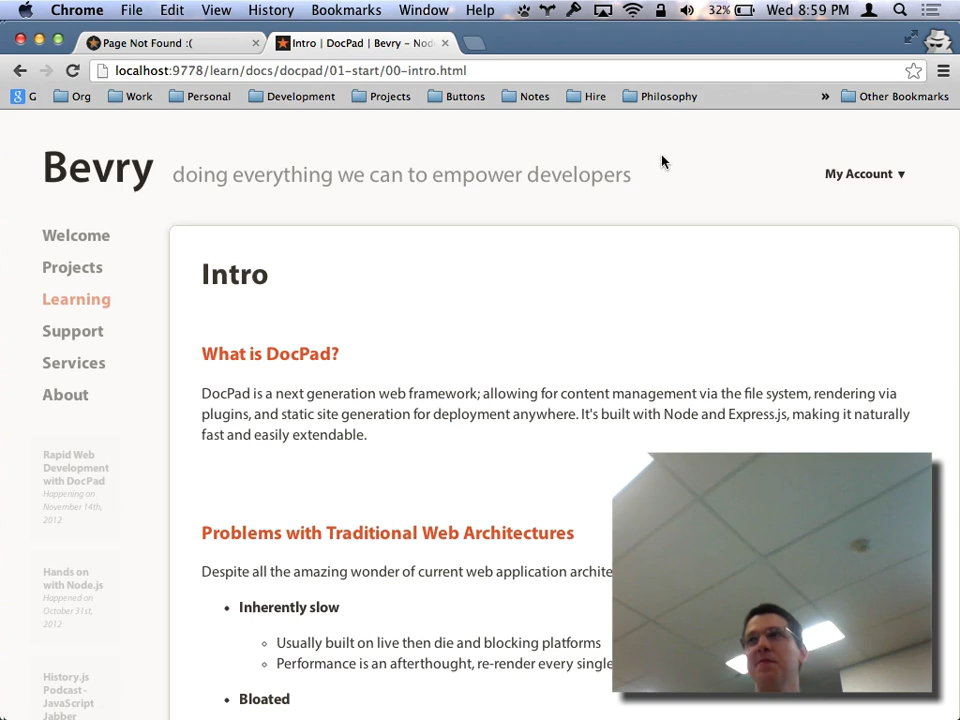 Chrome File Edit View History Bookmarks Window Help 32% Wed 8:59 PM
Page Not Found :( × Intro | DocPad | Bevry – Nod ×
localhost:9778/learn/docs/docpad/01-start/00-intro.html
G Org Work Personal Development Projects Buttons Notes Hire Philosophy » Other Bookmarks
Bevry doing everything we can to empower developers
My Account ▼
Welcome
Projects
Learning
Support
Services
About
Rapid Web
Development
with DocPad
Happening on
November 14th,
2012
Hands on
with Node.js
Happened on
October 31st,
2012
History.js
Podcast -
JavaScript
Jabber
Intro
What is DocPad?
DocPad is a next generation web framework; allowing for content management via the file system, rendering via
plugins, and static site generation for deployment anywhere. It's built with Node and Express.js, making it naturally
fast and easily extendable.
Problems with Traditional Web Architectures
Despite all the amazing wonder of current web application archite
• Inherently slow
◦ Usually built on live then die and blocking platforms
◦ Performance is an afterthought, re-render every single
• Bloated